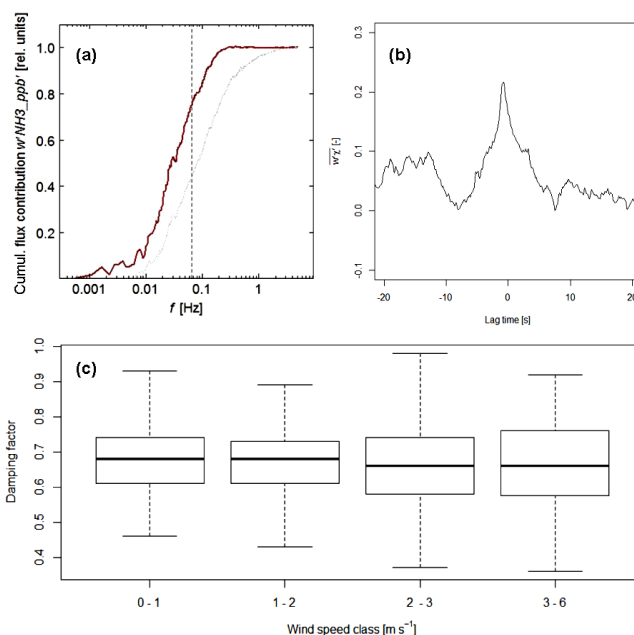 (a)
Cumul. flux contribution w'NH3_ppb' [rel. units]
1.0
0.8
0.6
0.4
0.2
0.001 0.01 0.1 1
f [Hz]
(b)
w'χ' [-]
0.3
0.2
0.1
0.0
-0.1
-20 -10 0 10 20
Lag time [s]
(c)
Damping factor
1.0
0.9
0.8
0.7
0.6
0.5
0.4
0 - 1 1 - 2 2 - 3 3 - 6
Wind speed class [m s⁻¹]